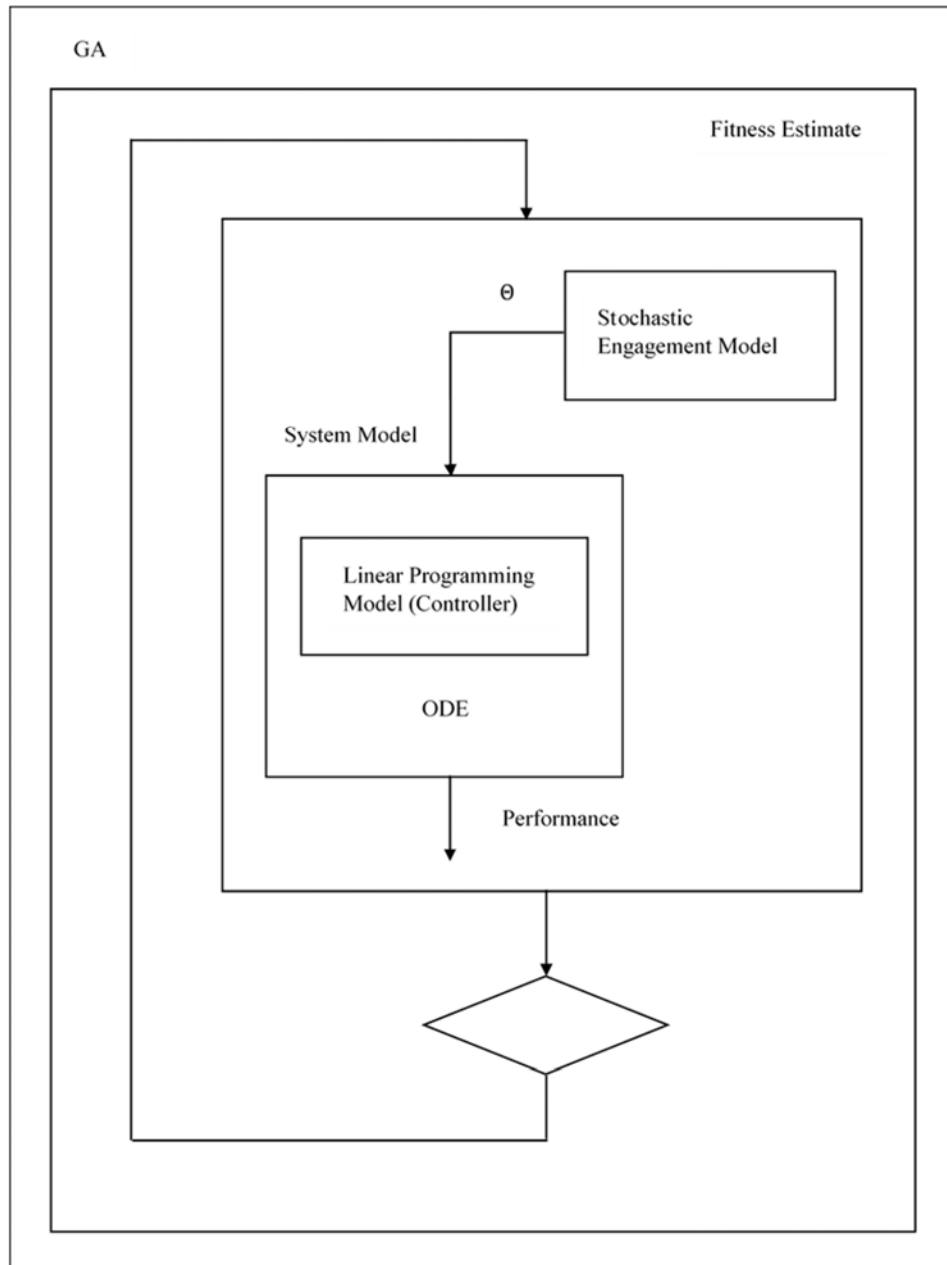 GA
Fitness Estimate
Θ
Stochastic
Engagement Model
System Model
Linear Programming
Model (Controller)
ODE
Performance